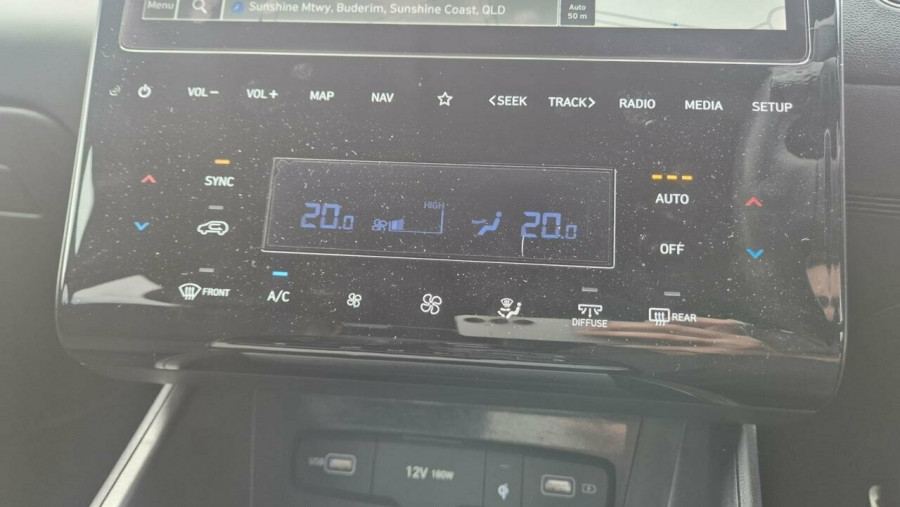 Menu
Sunshine Mtwy, Buderim, Sunshine Coast, QLD
Auto
50 m
VOL−
VOL+
MAP
NAV
<SEEK
TRACK>
RADIO
MEDIA
SETUP
SYNC
AUTO
20.0
HIGH
20.0
OFF
FRONT
A/C
DIFFUSE
REAR
USB
12V 180W